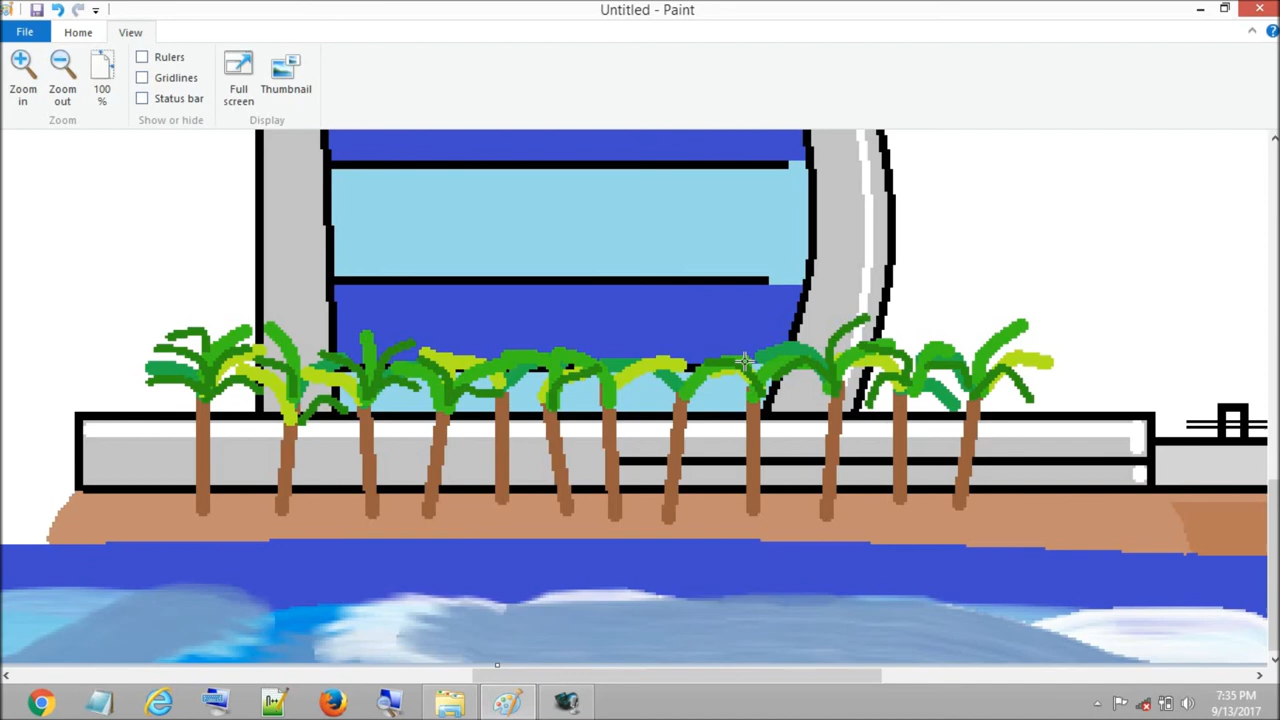 Untitled - Paint
File
Home
View
Zoom in
Zoom out
100 %
Rulers
Gridlines
Status bar
Full screen
Thumbnail
Zoom
Show or hide
Display
7:35 PM
9/13/2017